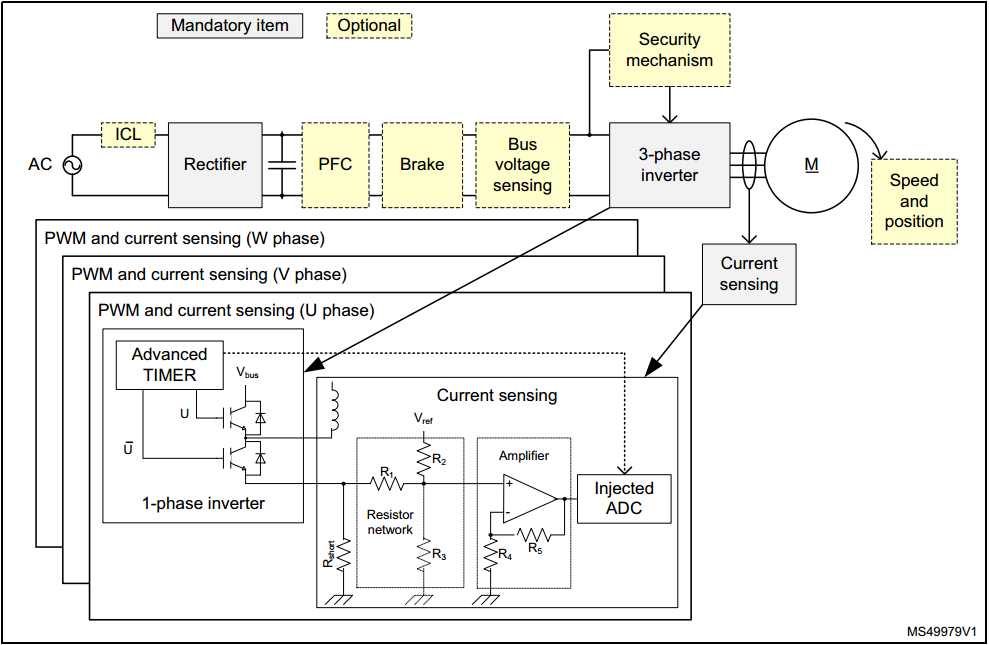 Mandatory item
Optional
Security
mechanism
ICL
AC
Rectifier
PFC
Brake
Bus
voltage
sensing
3-phase
inverter
M
Speed
and
position
Current
sensing
PWM and current sensing (W phase)
PWM and current sensing (V phase)
PWM and current sensing (U phase)
Advanced
TIMER
Vbus
U
U̅
1-phase inverter
Current sensing
Vref
R1
R2
Resistor
network
R3
Rshort
Amplifier
+
-
R4
R5
Injected
ADC
MS49979V1